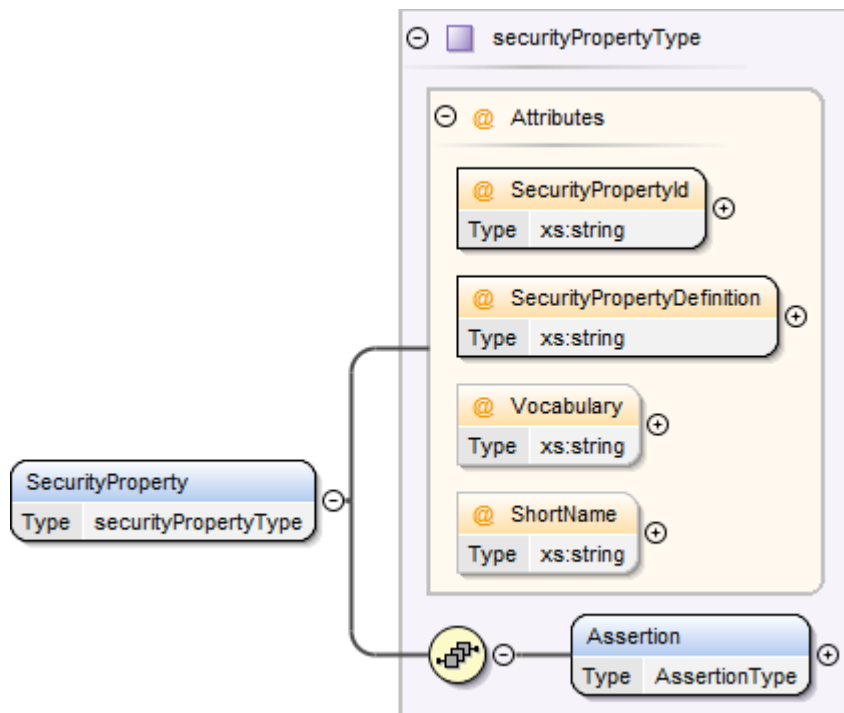 securityPropertyType
@ Attributes
@ SecurityPropertyId
Type xs:string
@ SecurityPropertyDefinition
Type xs:string
@ Vocabulary
Type xs:string
@ ShortName
Type xs:string
SecurityProperty
Type securityPropertyType
Assertion
Type AssertionType